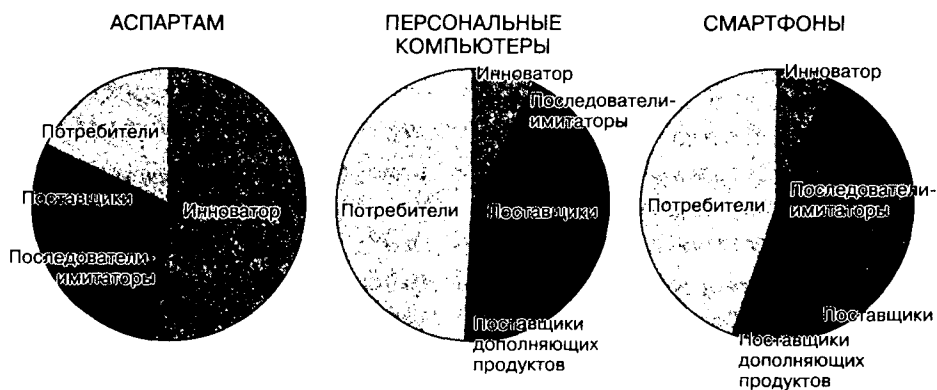 АСПАРТАМ
Потребители
Поставщики
Инноватор
Последователи-
имитаторы
ПЕРСОНАЛЬНЫЕ
КОМПЬЮТЕРЫ
Инноватор
Последователи-
имитаторы
Потребители
Поставщики
Поставщики
дополняющих
продуктов
СМАРТФОНЫ
Инноватор
Потребители
Последователи-
имитаторы
Поставщики
Поставщики
дополняющих
продуктов